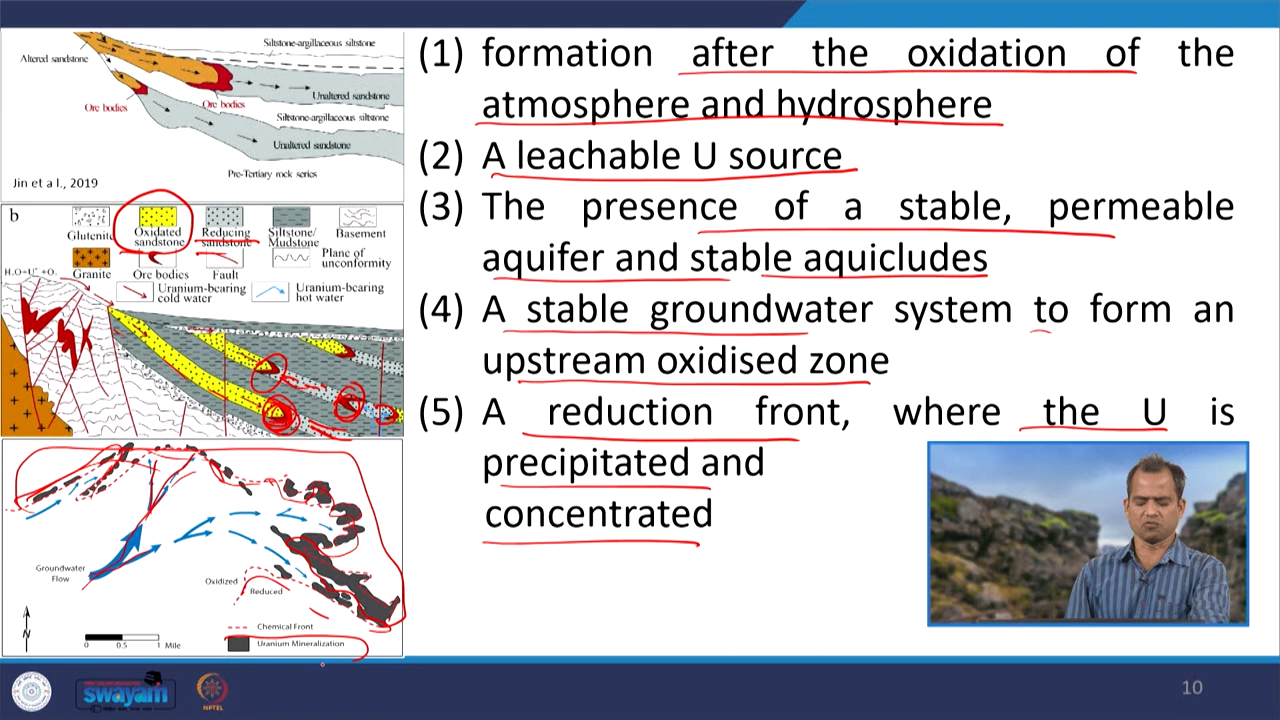 Siltstone-argillaceous siltstone
Altered sandstone
Unaltered sandstone
Ore bodies
Ore bodies
Siltstone-argillaceous siltstone
Unaltered sandstone
Pre-Tertiary rock series
Jin et a l., 2019
b
Glutenite
Oxidated sandstone
Reducing sandstone
Siltstone/ Mudstone
Basement
Granite
Ore bodies
Fault
Plane of unconformity
Uranium-bearing cold water
Uranium-bearing hot water
Groundwater
Flow
Oxidized
Reduced
N
Chemical Front
0 0.5 1 Mile
Uranium Mineralization
(1) formation after the oxidation of the
atmosphere and hydrosphere
(2) A leachable U source
(3) The presence of a stable, permeable
aquifer and stable aquicludes
(4) A stable groundwater system to form an
upstream oxidised zone
(5) A reduction front, where the U is
precipitated and
concentrated
swayam
NPTEL
10